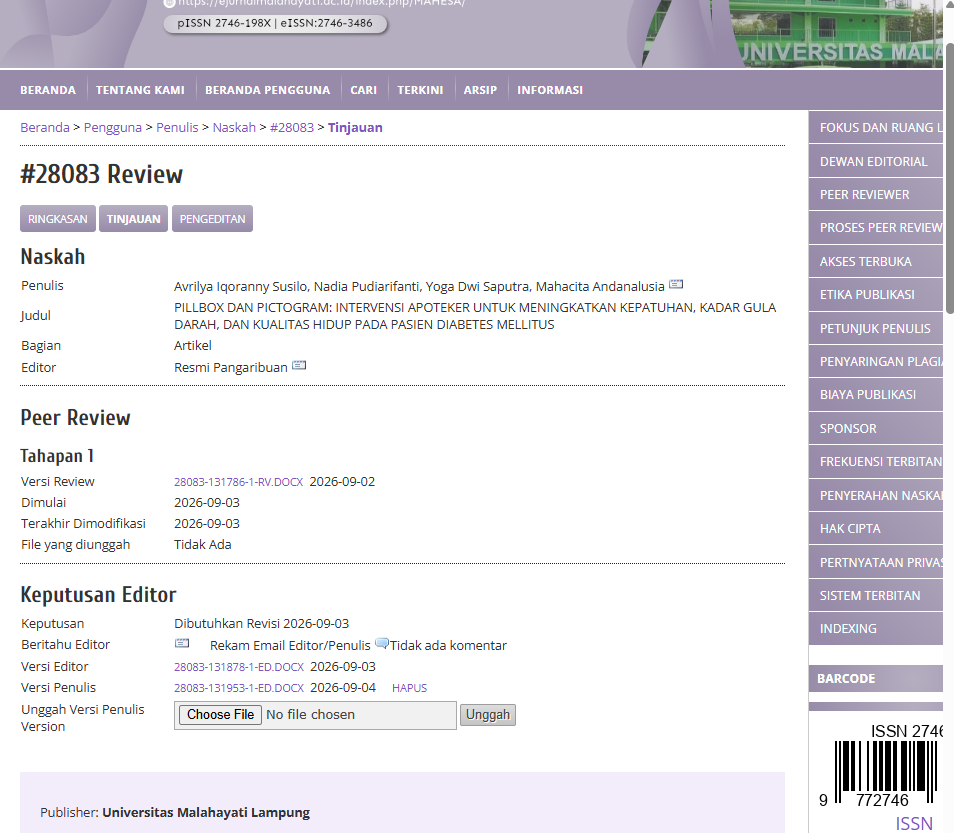 https://ejurnalmalahayati.ac.id/index.php/MAHESA/
pISSN 2746-198X | eISSN:2746-3486
UNIVERSITAS MALA
BERANDA TENTANG KAMI BERANDA PENGGUNA CARI TERKINI ARSIP INFORMASI
Beranda > Pengguna > Penulis > Naskah > #28083 > Tinjauan
#28083 Review
RINGKASAN TINJAUAN PENGEDITAN
Naskah
Penulis Avrilya Iqoranny Susilo, Nadia Pudiarifanti, Yoga Dwi Saputra, Mahacita Andanalusia
Judul PILLBOX DAN PICTOGRAM: INTERVENSI APOTEKER UNTUK MENINGKATKAN KEPATUHAN, KADAR GULA
DARAH, DAN KUALITAS HIDUP PADA PASIEN DIABETES MELLITUS
Bagian Artikel
Editor Resmi Pangaribuan
Peer Review
Tahapan 1
Versi Review 28083-131786-1-RV.DOCX 2026-09-02
Dimulai 2026-09-03
Terakhir Dimodifikasi 2026-09-03
File yang diunggah Tidak Ada
Keputusan Editor
Keputusan Dibutuhkan Revisi 2026-09-03
Beritahu Editor Rekam Email Editor/Penulis Tidak ada komentar
Versi Editor 28083-131878-1-ED.DOCX 2026-09-03
Versi Penulis 28083-131953-1-ED.DOCX 2026-09-04 HAPUS
Unggah Versi Penulis
Version Choose File No file chosen Unggah
Publisher: Universitas Malahayati Lampung
FOKUS DAN RUANG L
DEWAN EDITORIAL
PEER REVIEWER
PROSES PEER REVIEW
AKSES TERBUKA
ETIKA PUBLIKASI
PETUNJUK PENULIS
PENYARINGAN PLAGIA
BIAYA PUBLIKASI
SPONSOR
FREKUENSI TERBITAN
PENYERAHAN NASKAH
HAK CIPTA
PERTNYATAAN PRIVAS
SISTEM TERBITAN
INDEXING
BARCODE
ISSN 2746
9 772746
ISSN